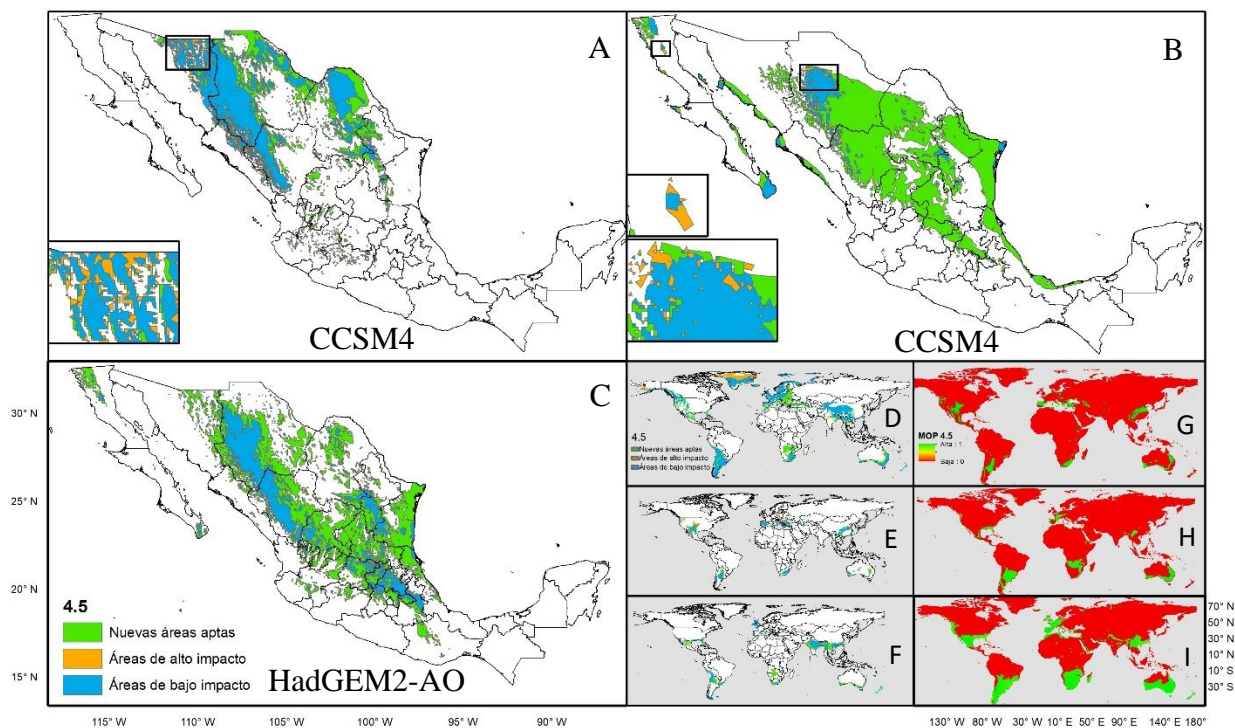 A
CCSM4
B
CCSM4
C
30° N
25° N
20° N
15° N
4.5
Nuevas áreas aptas
Áreas de alto impacto
Áreas de bajo impacto
HadGEM2-AO
115° W 110° W 105° W 100° W 95° W 90° W
D
4.5
Nuevas áreas aptas
Áreas de alto impacto
Áreas de bajo impacto
G
MOP 4.5
Alta : 1
Baja : 0
E
H
F
I
70° N
50° N
30° N
10° N
10° S
30° S
130° W 80° W 30° W 10° E 60° E 90° E 140° E 180°